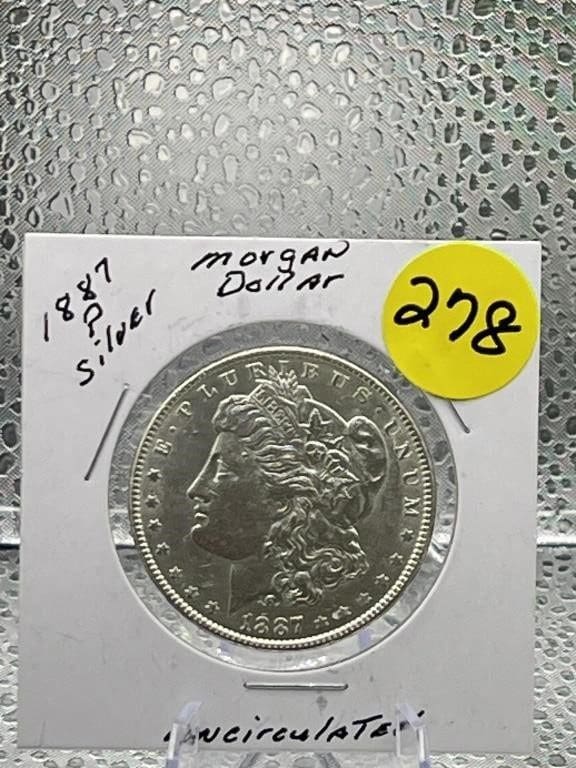 1887
P
Silver
Morgan
Dollar
278
E · PLURIBUS · UNUM
LIBERTY
1887
uncirculated